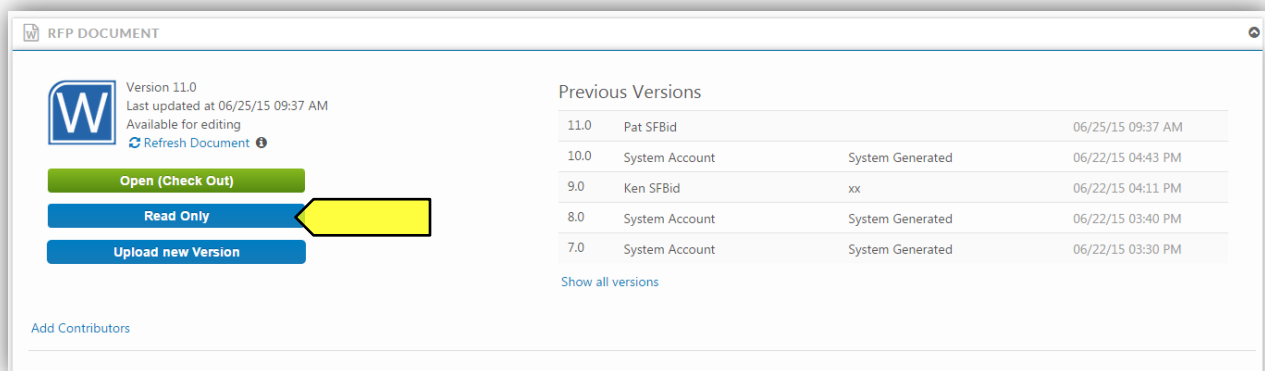 RFP DOCUMENT
Version 11.0
Last updated at 06/25/15 09:37 AM
Available for editing
Refresh Document
Open (Check Out)
Read Only
Upload new Version
Add Contributors
Previous Versions
11.0 Pat SFBid 06/25/15 09:37 AM
10.0 System Account System Generated 06/22/15 04:43 PM
9.0 Ken SFBid xx 06/22/15 04:11 PM
8.0 System Account System Generated 06/22/15 03:40 PM
7.0 System Account System Generated 06/22/15 03:30 PM
Show all versions